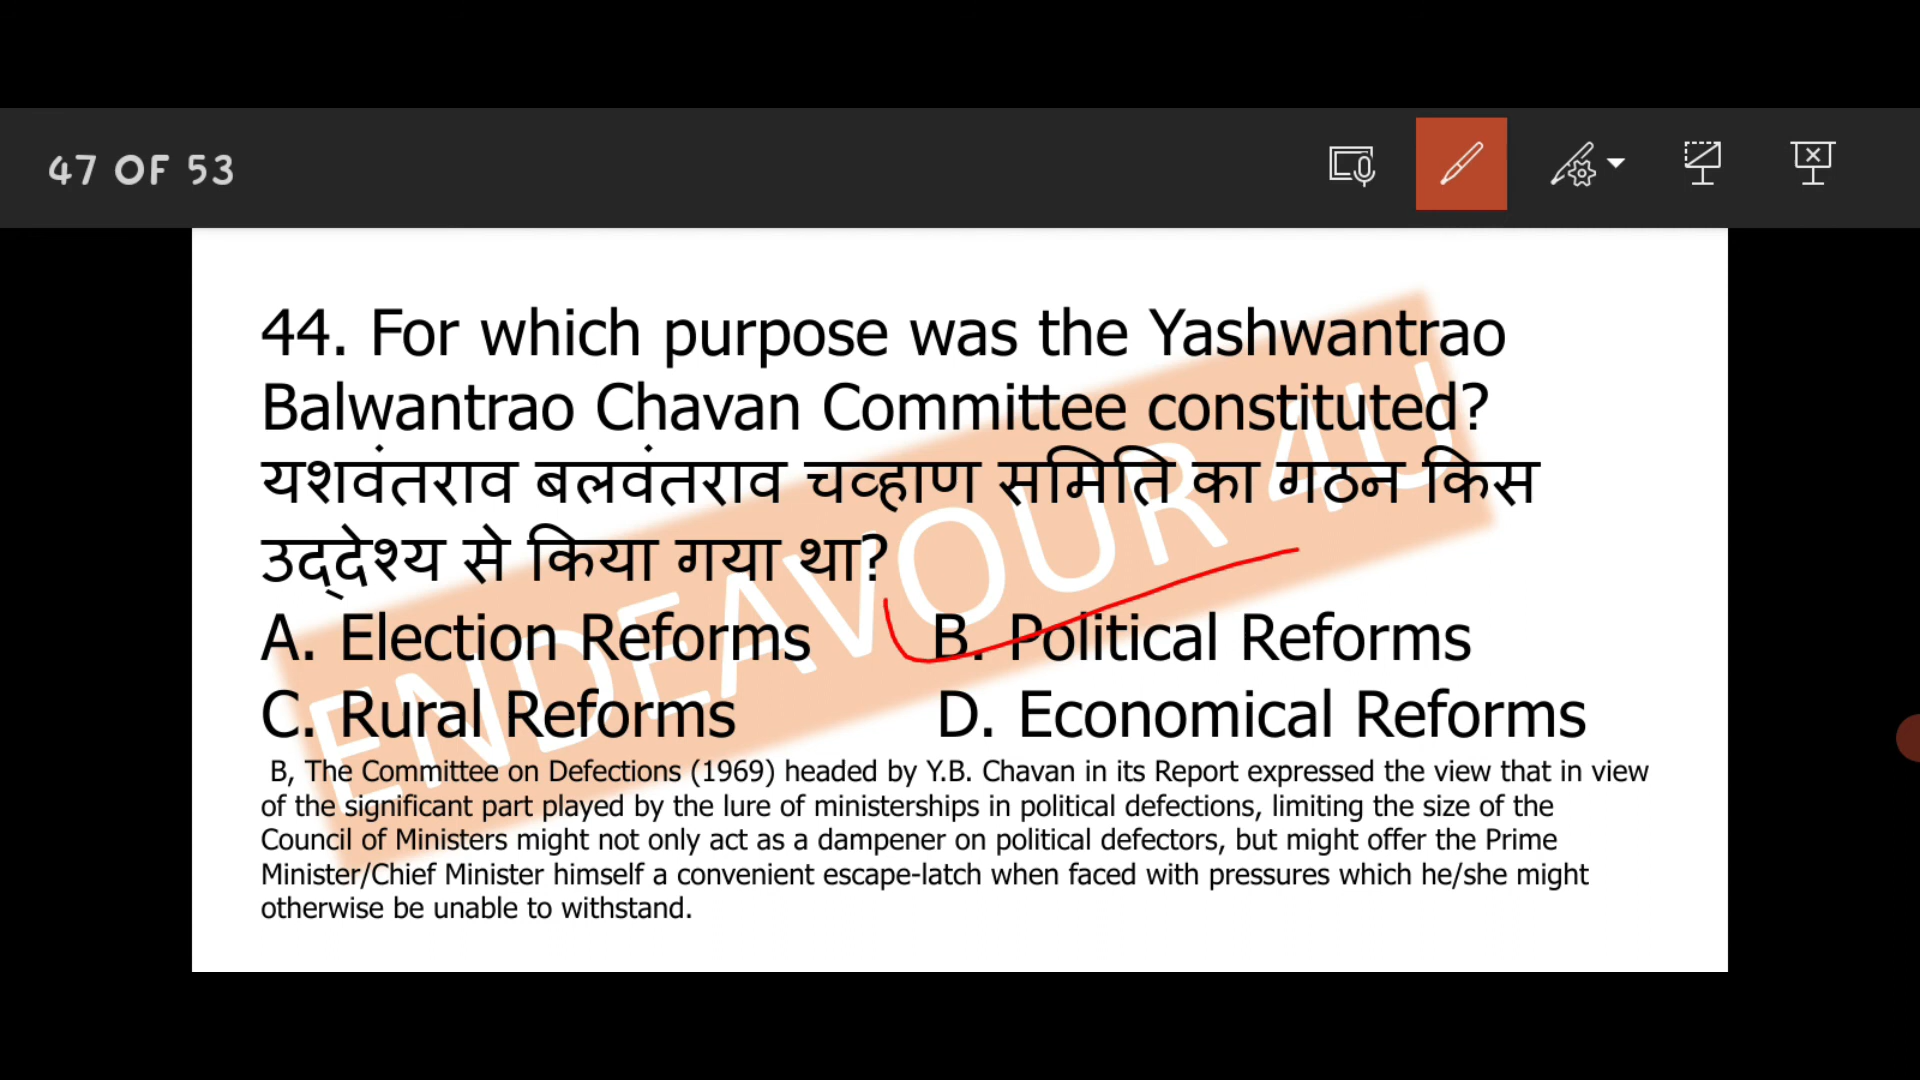 47 OF 53
44. For which purpose was the Yashwantrao
Balwantrao Chavan Committee constituted?
यशवंतराव बलवंतराव चव्हाण समिति का गठन किस
उद्देश्य से किया गया था?
A. Election Reforms B. Political Reforms
C. Rural Reforms D. Economical Reforms
B, The Committee on Defections (1969) headed by Y.B. Chavan in its Report expressed the view that in view
of the significant part played by the lure of ministerships in political defections, limiting the size of the
Council of Ministers might not only act as a dampener on political defectors, but might offer the Prime
Minister/Chief Minister himself a convenient escape-latch when faced with pressures which he/she might
otherwise be unable to withstand.
ENDEAVOUR 4U